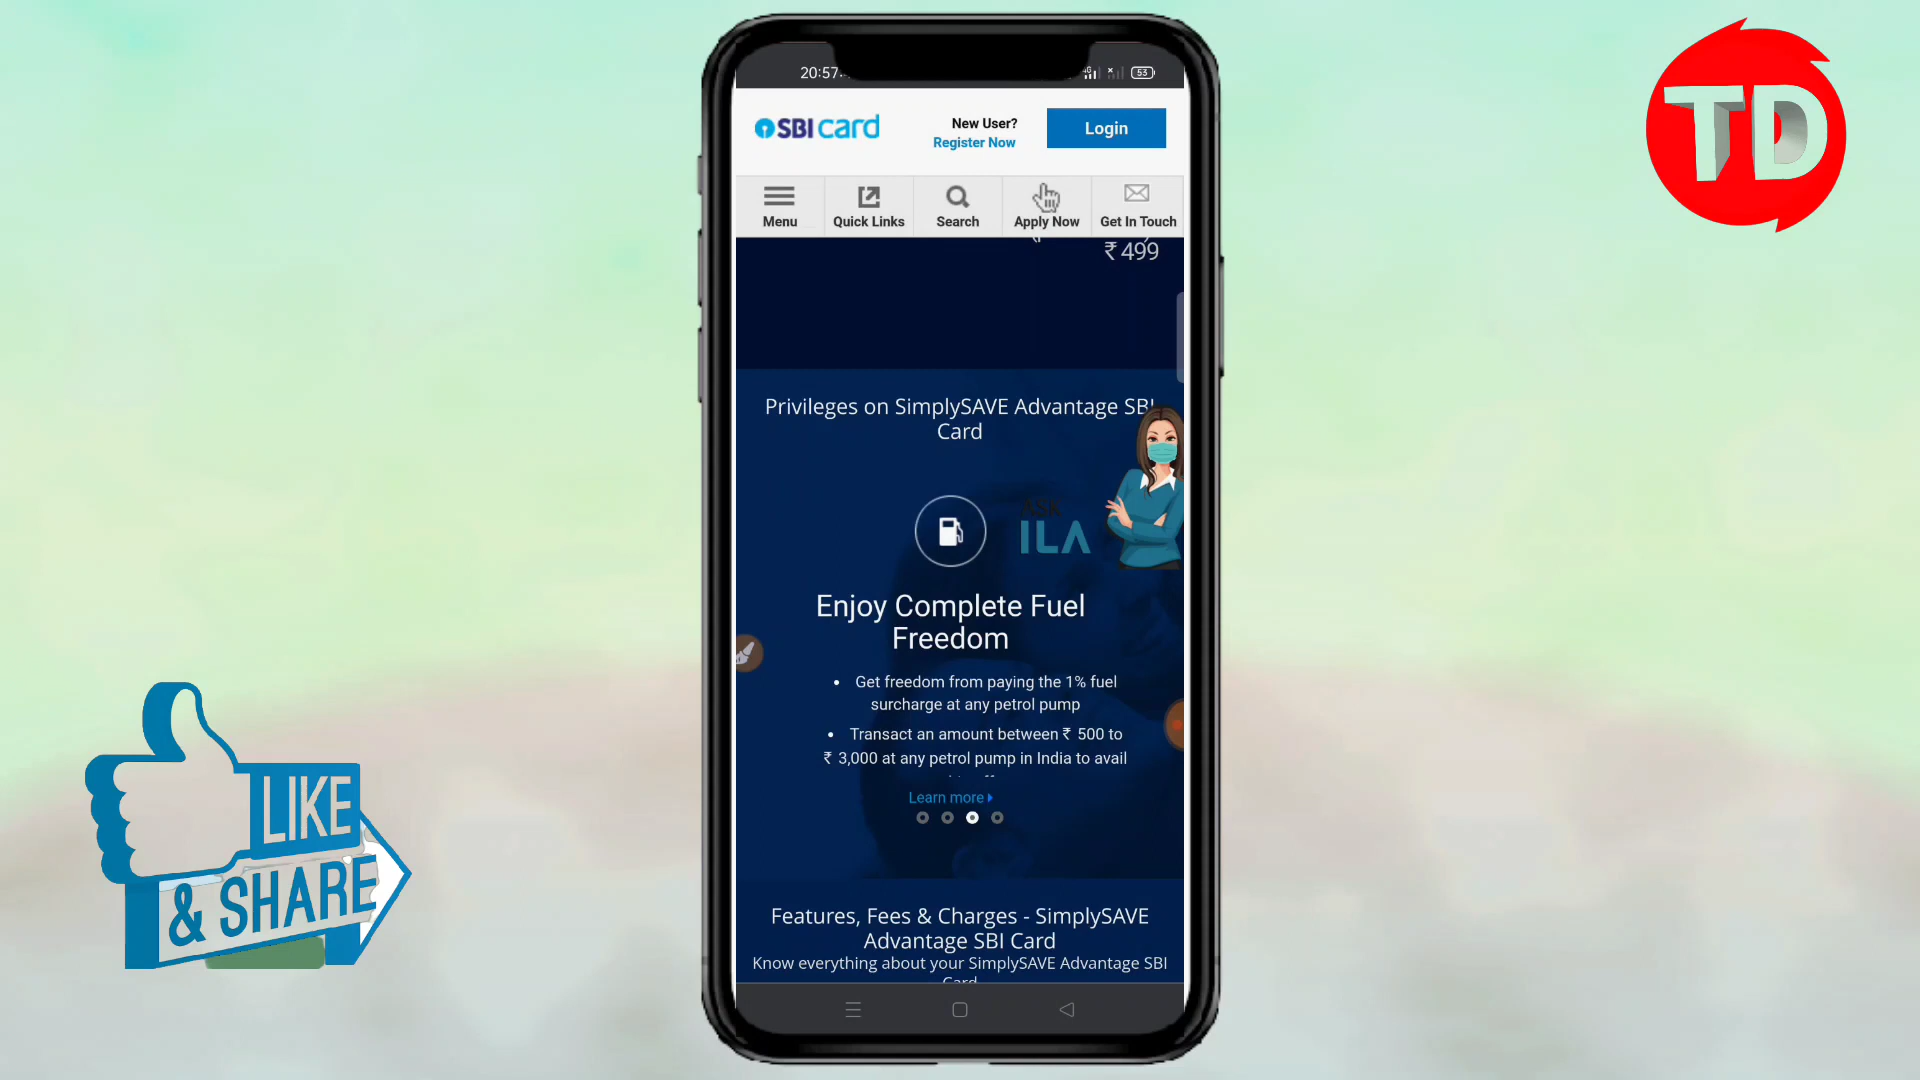 20:57
53
SBI card
New User?
Register Now
Login
Menu
Quick Links
Search
Apply Now
Get In Touch
₹ 499
Privileges on SimplySAVE Advantage SBI
Card
ASK
ILA
Enjoy Complete Fuel
Freedom
• Get freedom from paying the 1% fuel
surcharge at any petrol pump
• Transact an amount between ₹ 500 to
₹ 3,000 at any petrol pump in India to avail
Learn more
Features, Fees & Charges - SimplySAVE
Advantage SBI Card
Know everything about your SimplySAVE Advantage SBI
Card
TD
LIKE
& SHARE